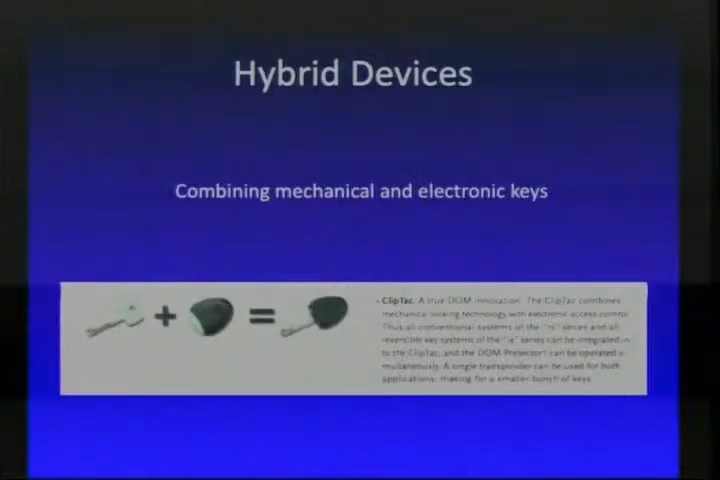 Hybrid Devices
Combining mechanical and electronic keys
+ =
• ClipTac. A true DOM innovation. The ClipTac combines
mechanical locking technology with electronic access control.
Thus all conventional systems of the series and all
reversible key systems of the series can be integrated in
to the ClipTac, and the DOM Protector can be operated si
multaneously. A single transponder can be used for both
applications, making for a smaller bunch of keys.